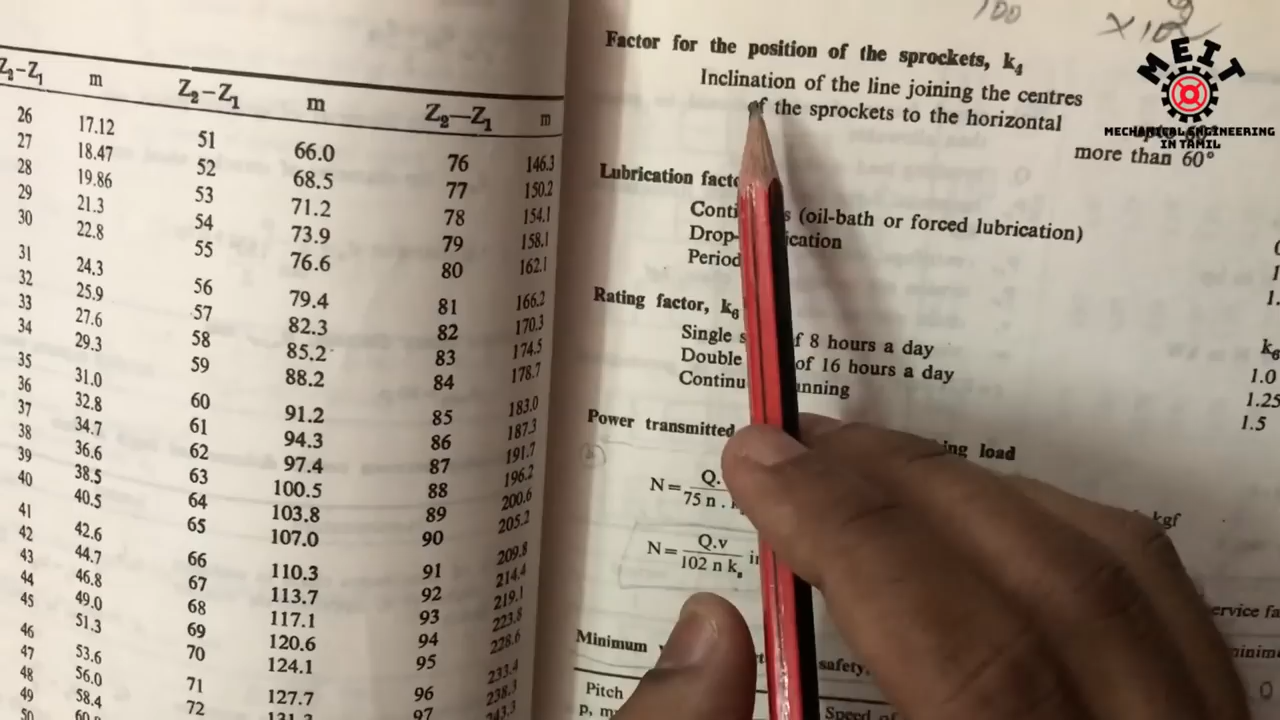 Z₂–Z₁ m Z₂–Z₁ m Z₂–Z₁ m
26 17.12 51 66.0 76 146.3
27 18.47 52 68.5 77 150.2
28 19.86 53 71.2 78 154.1
29 21.3 54 73.9 79 158.1
30 22.8 55 76.6 80 162.1
31 24.3 56 79.4 81 166.2
32 25.9 57 82.3 82 170.3
33 27.6 58 85.2 83 174.5
34 29.3 59 88.2 84 178.7
35 31.0 60 91.2 85 183.0
36 32.8 61 94.3 86 187.3
37 34.7 62 97.4 87 191.7
38 36.6 63 100.5 88 196.2
39 38.5 64 103.8 89 200.6
40 40.5 65 107.0 90 205.2
41 42.6 66 110.3 91 209.8
42 44.7 67 113.7 92 214.4
43 46.8 68 117.1 93 219.1
44 49.0 69 120.6 94 223.8
45 51.3 70 124.1 95 228.6
46 53.6 71 127.7 96 233.4
47 56.0 72 97 238.3
48 58.4 243.3
49
50
100
Factor for the position of the sprockets, k₄
Inclination of the line joining the centres
of the sprockets to the horizontal
more than 60°
Lubrication
(oil-bath or forced lubrication)
Drop-
Rating factor, k₆
k₆
Single of 8 hours a day 1.0
Double of 16 hours a day 1.25
1.5
Power transmitted load
N=
75 n .
kgf
N= Q.v / 102 n kₛ
Minimum safety,
Pitch Speed of
p,
MEIT
MECHANICAL ENGINEERING
IN TAMIL